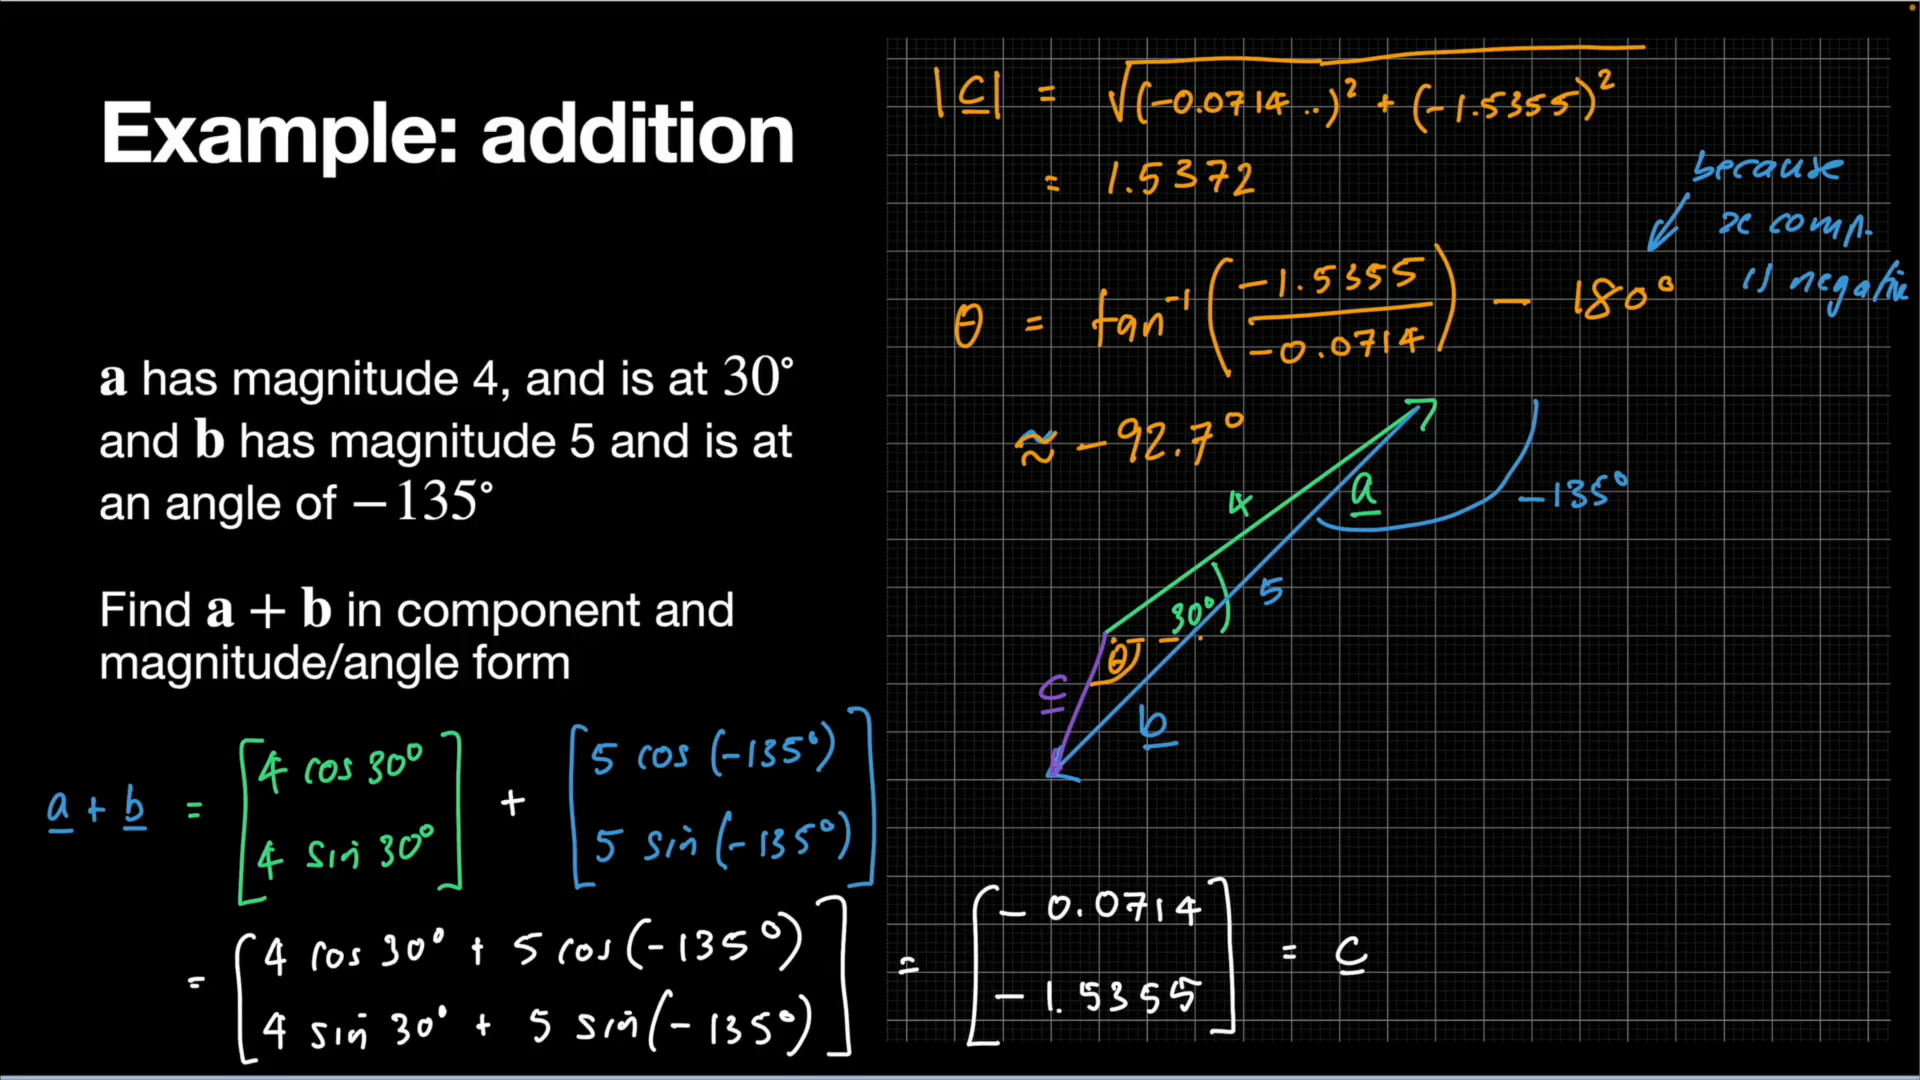 Example: addition
a has magnitude 4, and is at 30°
and b has magnitude 5 and is at
an angle of −135°
Find a + b in component and
magnitude/angle form
a + b = [4 cos 30° 4 sin 30°] + [5 cos (-135°) 5 sin (-135°)]
= [4 cos 30° + 5 cos(-135°) 4 sin 30° + 5 sin(-135°)] = [-0.0714 -1.5355] = c
|c| = √(-0.0714..)² + (-1.5355)²
= 1.5372
θ = tan⁻¹(-1.5355/-0.0714) - 180°
because
x comp.
is negative
≈ -92.7°
4
a
-135°
5
30°
θ
c
b